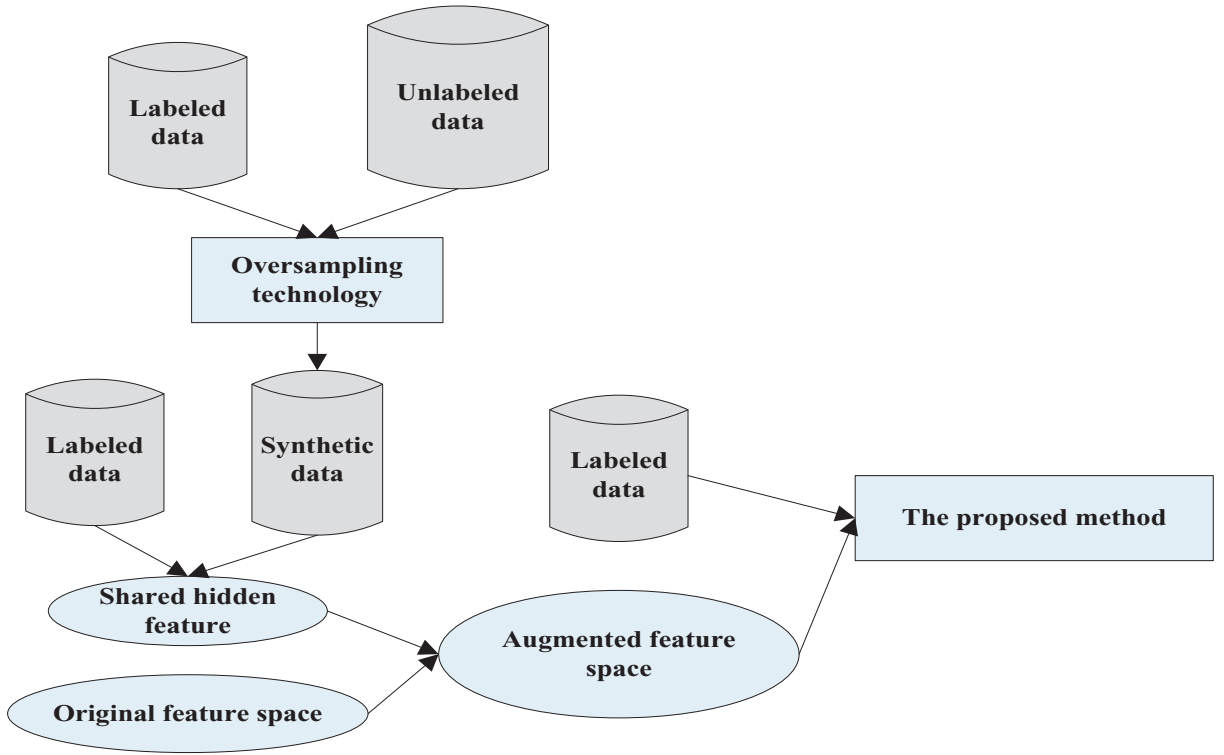 Labeled
data
Unlabeled
data
Oversampling
technology
Labeled
data
Synthetic
data
Labeled
data
The proposed method
Shared hidden
feature
Augmented feature
space
Original feature space